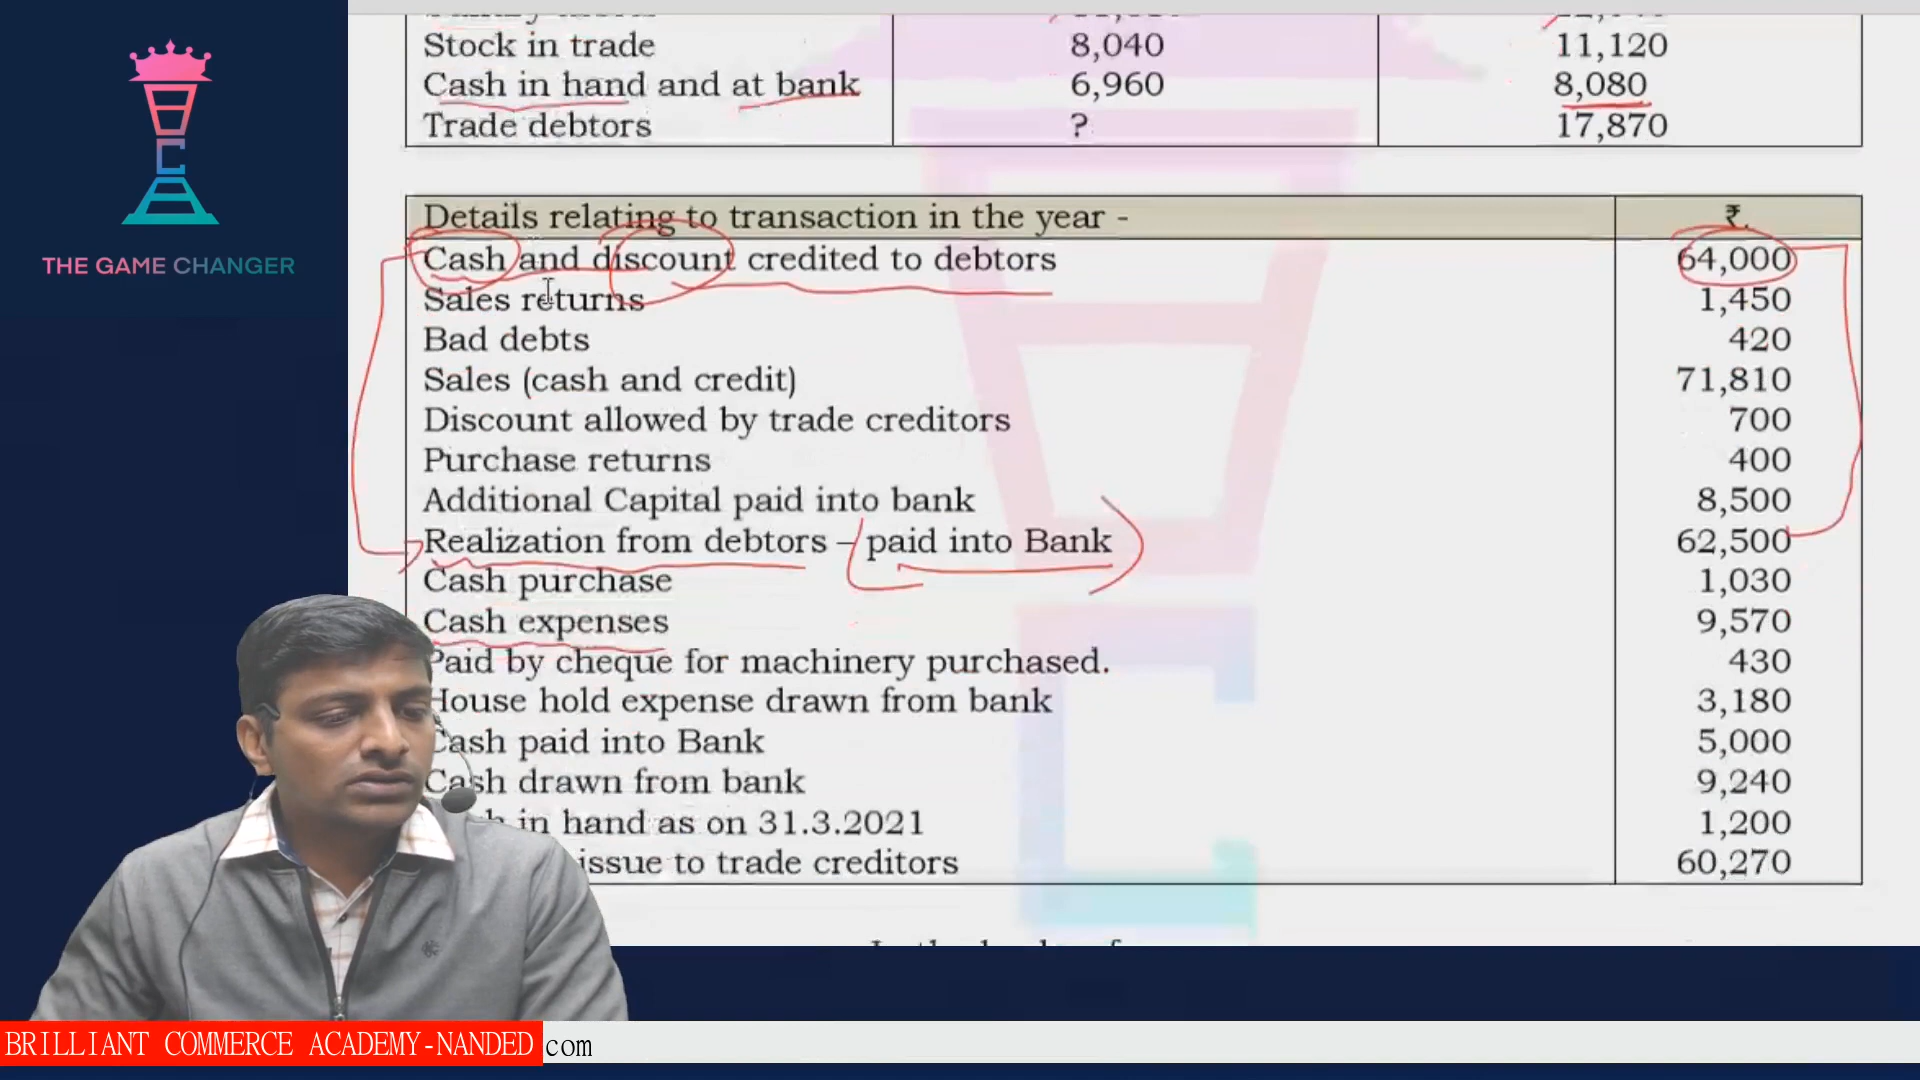 Stock in trade 8,040 11,120
Cash in hand and at bank 6,960 8,080
Trade debtors ? 17,870
Details relating to transaction in the year - ₹.
Cash and discount credited to debtors 64,000
Sales returns 1,450
Bad debts 420
Sales (cash and credit) 71,810
Discount allowed by trade creditors 700
Purchase returns 400
Additional Capital paid into bank 8,500
Realization from debtors – paid into Bank 62,500
Cash purchase 1,030
Cash expenses 9,570
Paid by cheque for machinery purchased. 430
House hold expense drawn from bank 3,180
Cash paid into Bank 5,000
Cash drawn from bank 9,240
in hand as on 31.3.2021 1,200
issue to trade creditors 60,270
THE GAME CHANGER
BRILLIANT COMMERCE ACADEMY-NANDED com